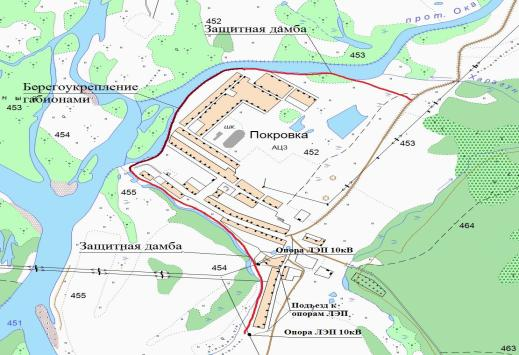 452
Защитная дамба
прот. Окв
453
Берегоукрепление
габионами
453
454
шк.
Покровка
АЦЗ
452
453
455
464
Защитная дамба
Опора ЛЭП 10кВ
454
455
Подъезд к
опорам ЛЭП
451
Опора ЛЭП 10кВ
463